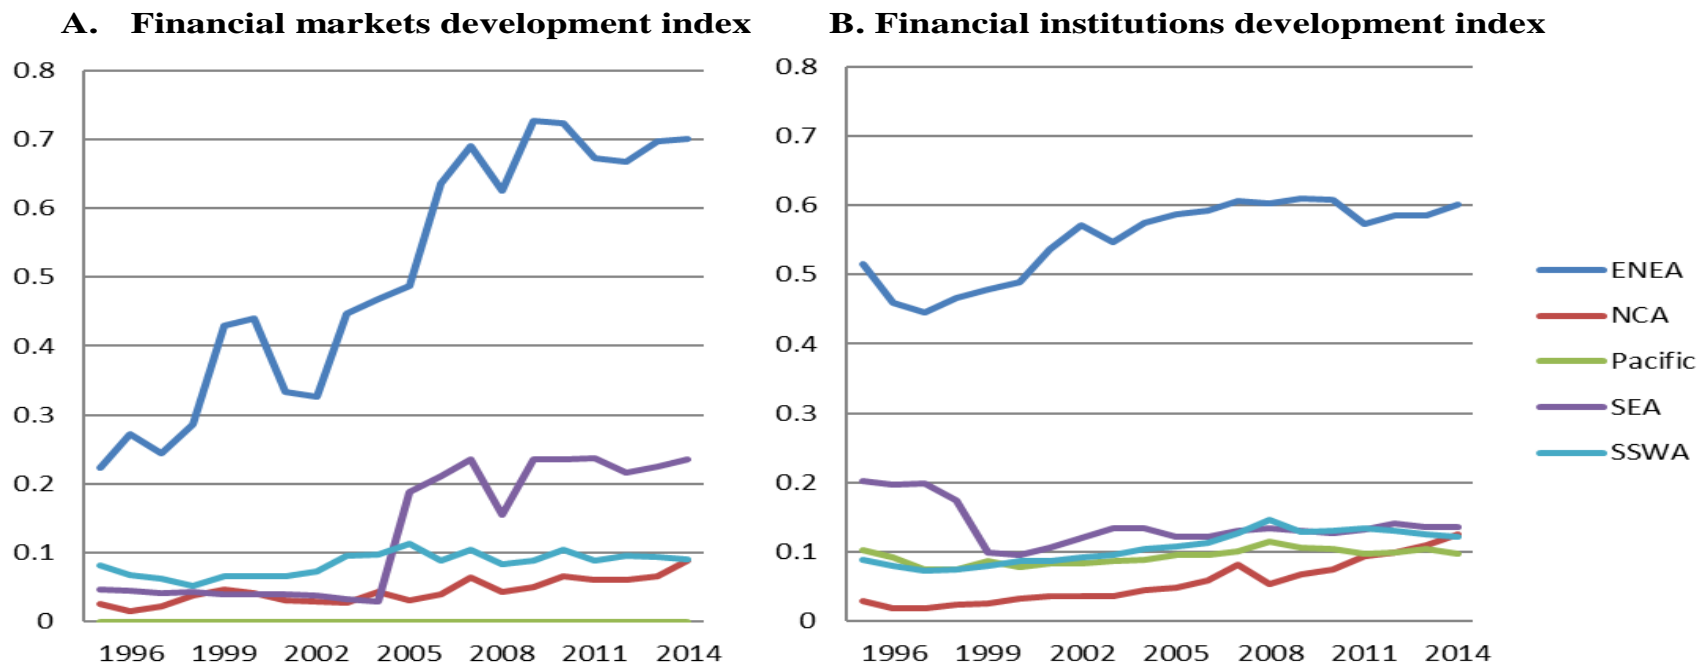 A. Financial markets development index
0.8
0.7
0.6
0.5
0.4
0.3
0.2
0.1
0
1996 1999 2002 2005 2008 2011 2014
B. Financial institutions development index
0.8
0.7
0.6
0.5
0.4
0.3
0.2
0.1
0
1996 1999 2002 2005 2008 2011 2014
ENEA
NCA
Pacific
SEA
SSWA